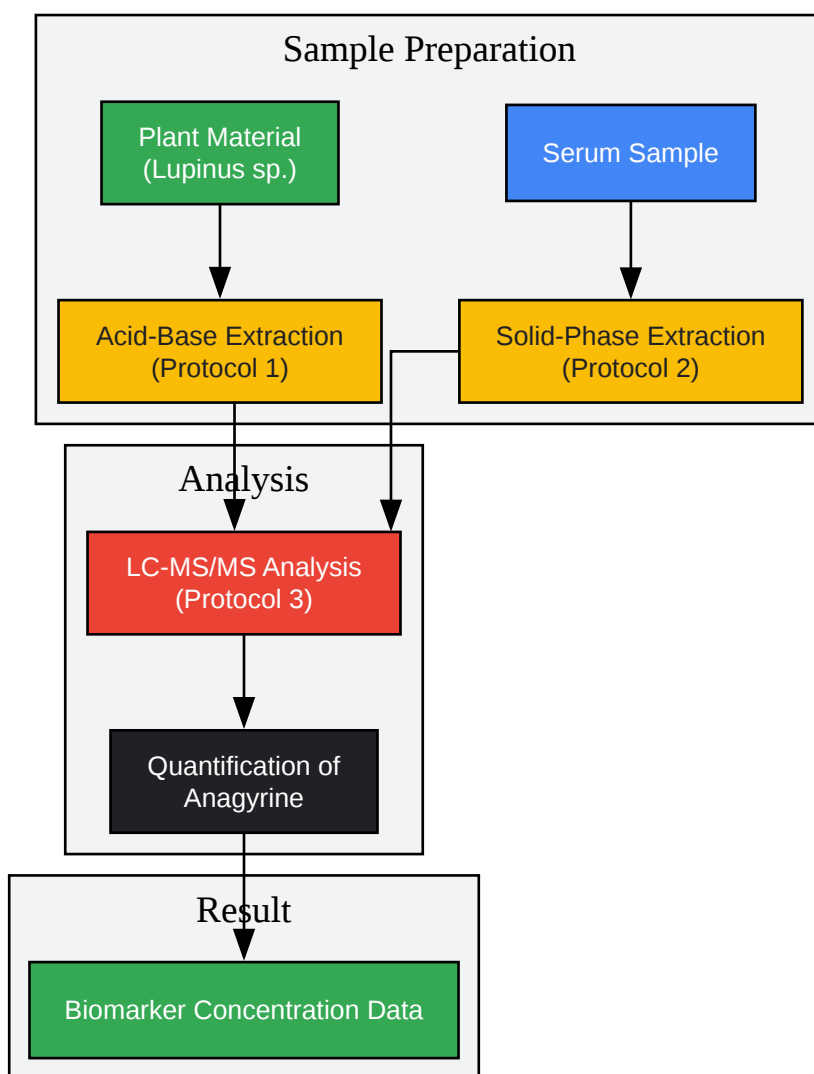 Sample Preparation
Plant Material
(Lupinus sp.)
Serum Sample
Acid-Base Extraction
(Protocol 1)
Solid-Phase Extraction
(Protocol 2)
Analysis
LC-MS/MS Analysis
(Protocol 3)
Quantification of
Anagyrine
Result
Biomarker Concentration Data